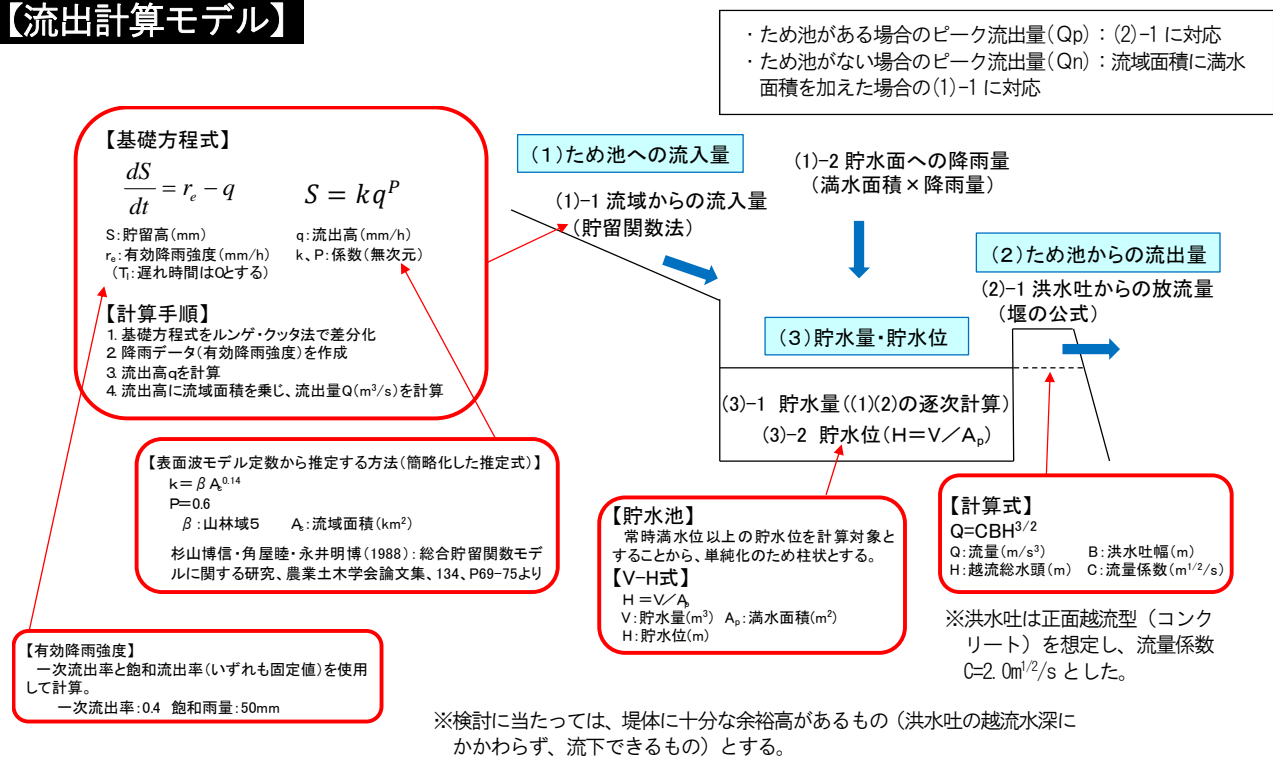 【流出計算モデル】
・ため池がある場合のピーク流出量(Qp)：(2)-1 に対応
・ため池がない場合のピーク流出量(Qn)：流域面積に満水
面積を加えた場合の(1)-1 に対応
【基礎方程式】
dS/dt = re − q　　S = kq^P
S:貯留高(mm)　　q:流出高(mm/h)
re:有効降雨強度(mm/h)　　k、P:係数(無次元)
(Tl:遅れ時間は0とする)
【計算手順】
1. 基礎方程式をルンゲ・クッタ法で差分化
2. 降雨データ(有効降雨強度)を作成
3. 流出高qを計算
4. 流出高に流域面積を乗じ、流出量Q(m³/s)を計算
(1)ため池への流入量
(1)-1 流域からの流入量
(貯留関数法)
(1)-2 貯水面への降雨量
(満水面積×降雨量)
(2)ため池からの流出量
(2)-1 洪水吐からの放流量
(堰の公式)
(3)貯水量・貯水位
(3)-1 貯水量((1)(2)の逐次計算)
(3)-2 貯水位(H=V/Ap)
【表面波モデル定数から推定する方法(簡略化した推定式)】
k=βAe^0.14
P=0.6
β:山林域5　　Ae:流域面積(km²)
杉山博信・角屋睦・永井明博(1988):総合貯留関数モデ
ルに関する研究、農業土木学会論文集、134、P69-75より
【貯水池】
常時満水位以上の貯水位を計算対象と
することから、単純化のため柱状とする。
【V-H式】
H=V/Ap
V:貯水量(m³)　Ap:満水面積(m²)
H:貯水位(m)
【計算式】
Q=CBH^3/2
Q:流量(m/s³)　　B:洪水吐幅(m)
H:越流総水頭(m)　C:流量係数(m^1/2/s)
※洪水吐は正面越流型（コンク
リート）を想定し、流量係数
C=2.0m^1/2/s とした。
【有効降雨強度】
一次流出率と飽和流出率(いずれも固定値)を使用
して計算。
一次流出率:0.4　飽和雨量:50mm
※検討に当たっては、堤体に十分な余裕高があるもの（洪水吐の越流水深に
かかわらず、流下できるもの）とする。